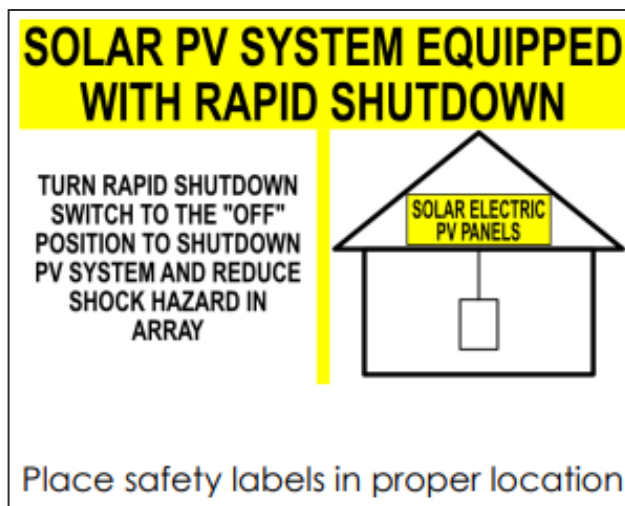 SOLAR PV SYSTEM EQUIPPED
WITH RAPID SHUTDOWN
TURN RAPID SHUTDOWN
SWITCH TO THE "OFF"
POSITION TO SHUTDOWN
PV SYSTEM AND REDUCE
SHOCK HAZARD IN
ARRAY
SOLAR ELECTRIC
PV PANELS
Place safety labels in proper location